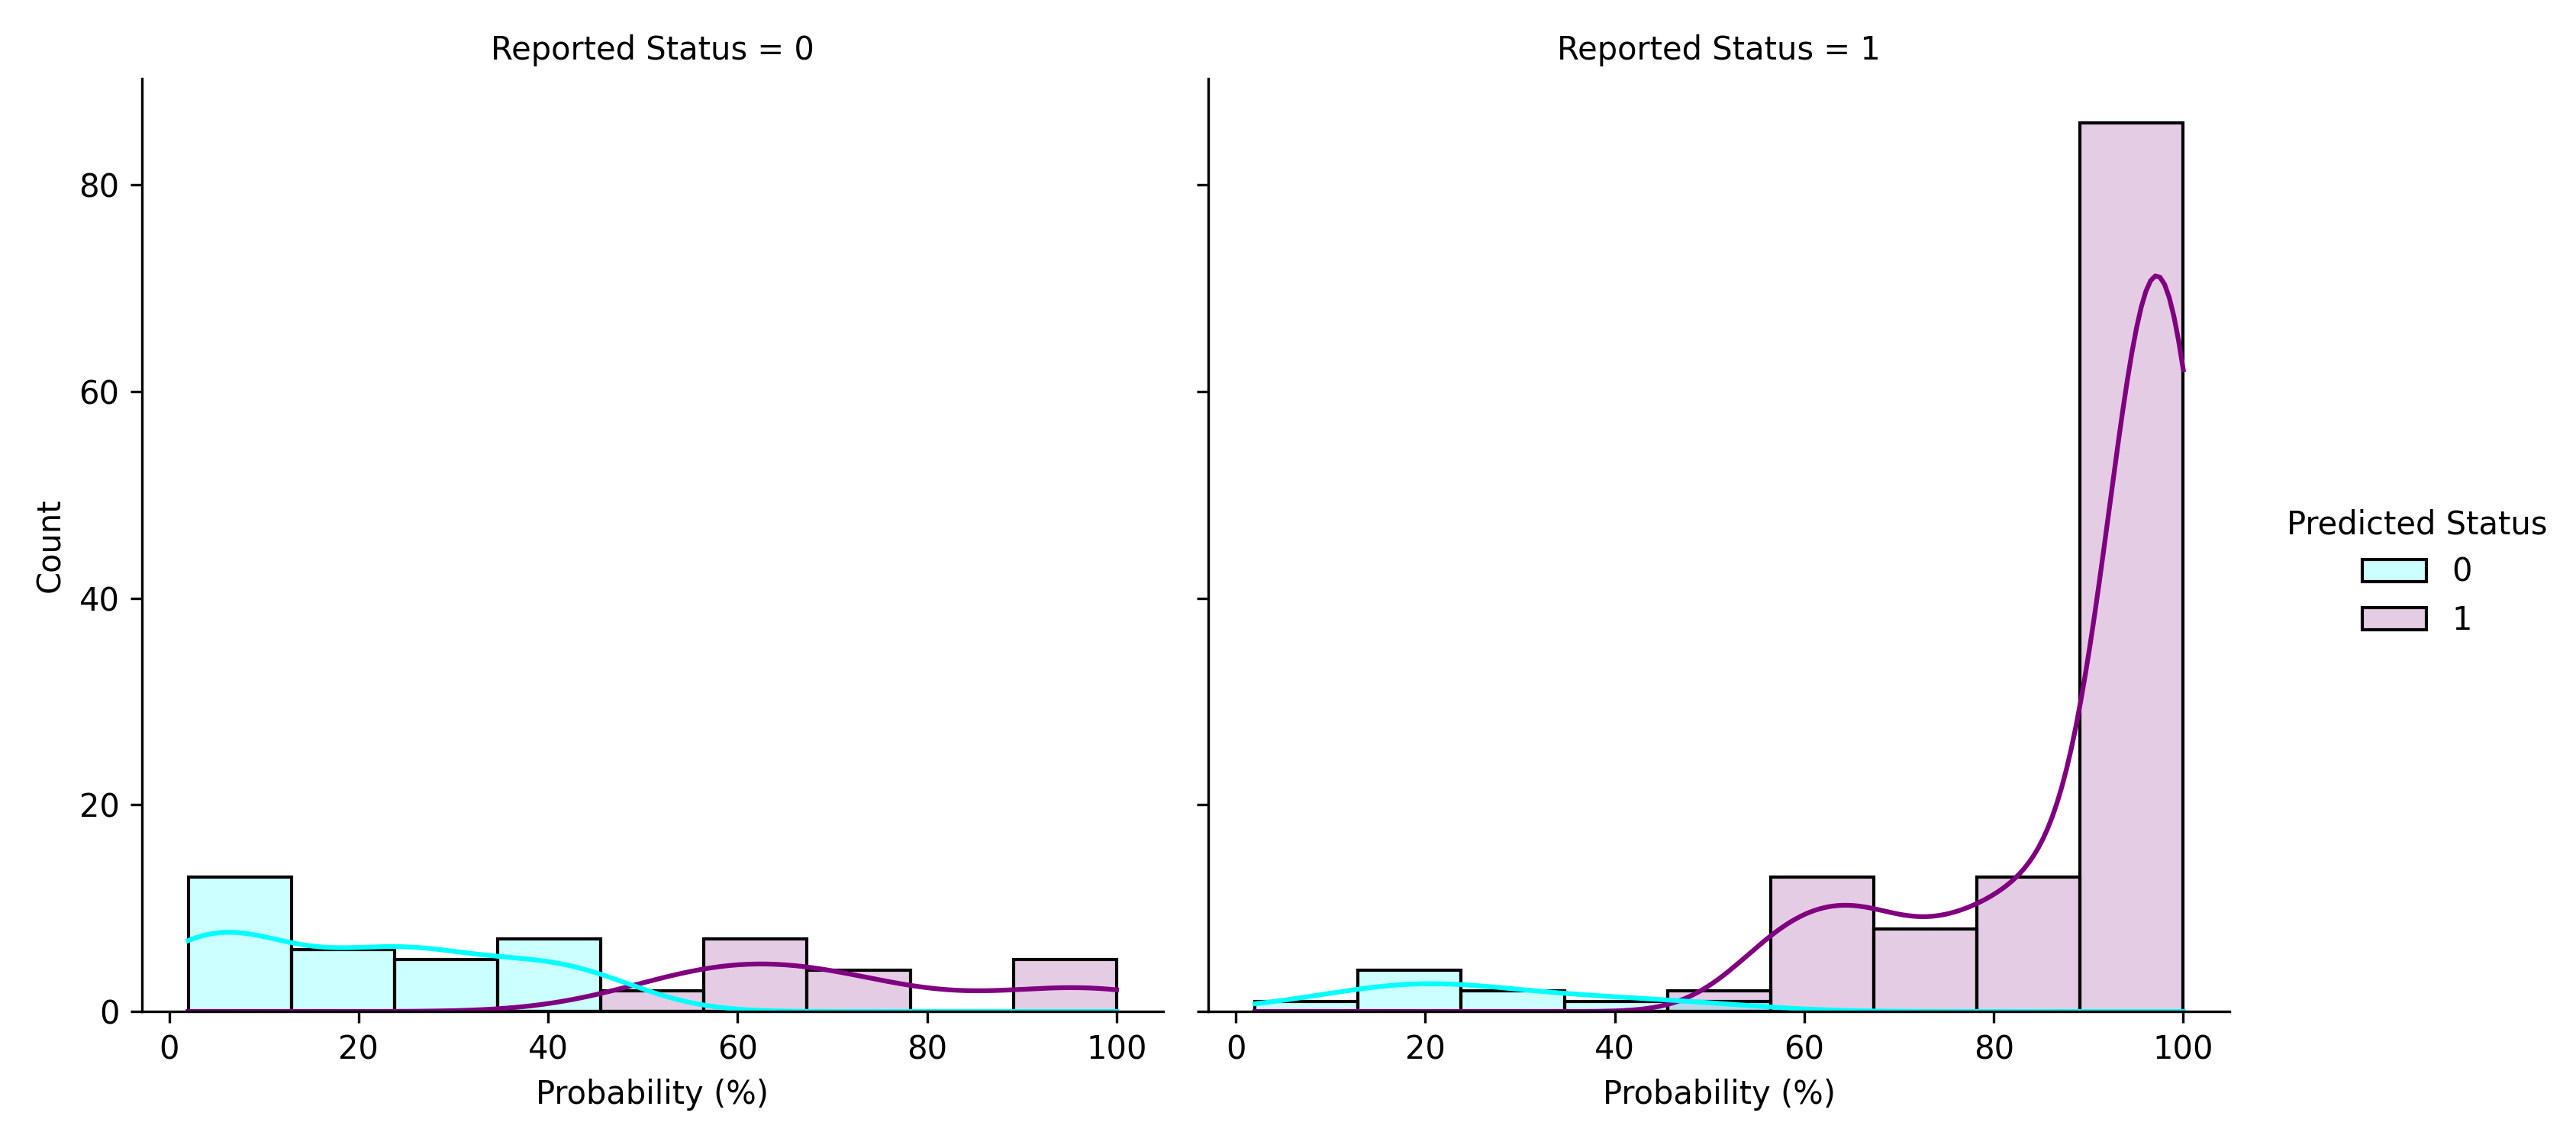 Reported Status = 0
Reported Status = 1
Count
80
60
40
20
0
0 20 40 60 80 100
0 20 40 60 80 100
Probability (%)
Probability (%)
Predicted Status
0
1